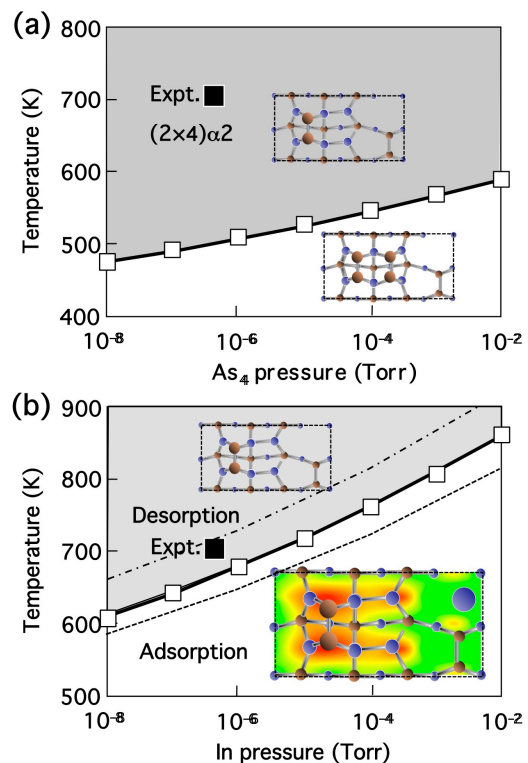 (a)
800
700
600
500
400
Temperature (K)
Expt.
(2×4)α2
10⁻⁸ 10⁻⁶ 10⁻⁴ 10⁻²
As₄ pressure (Torr)
(b)
900
800
700
600
500
Temperature (K)
Desorption
Expt.
Adsorption
10⁻⁸ 10⁻⁶ 10⁻⁴ 10⁻²
In pressure (Torr)